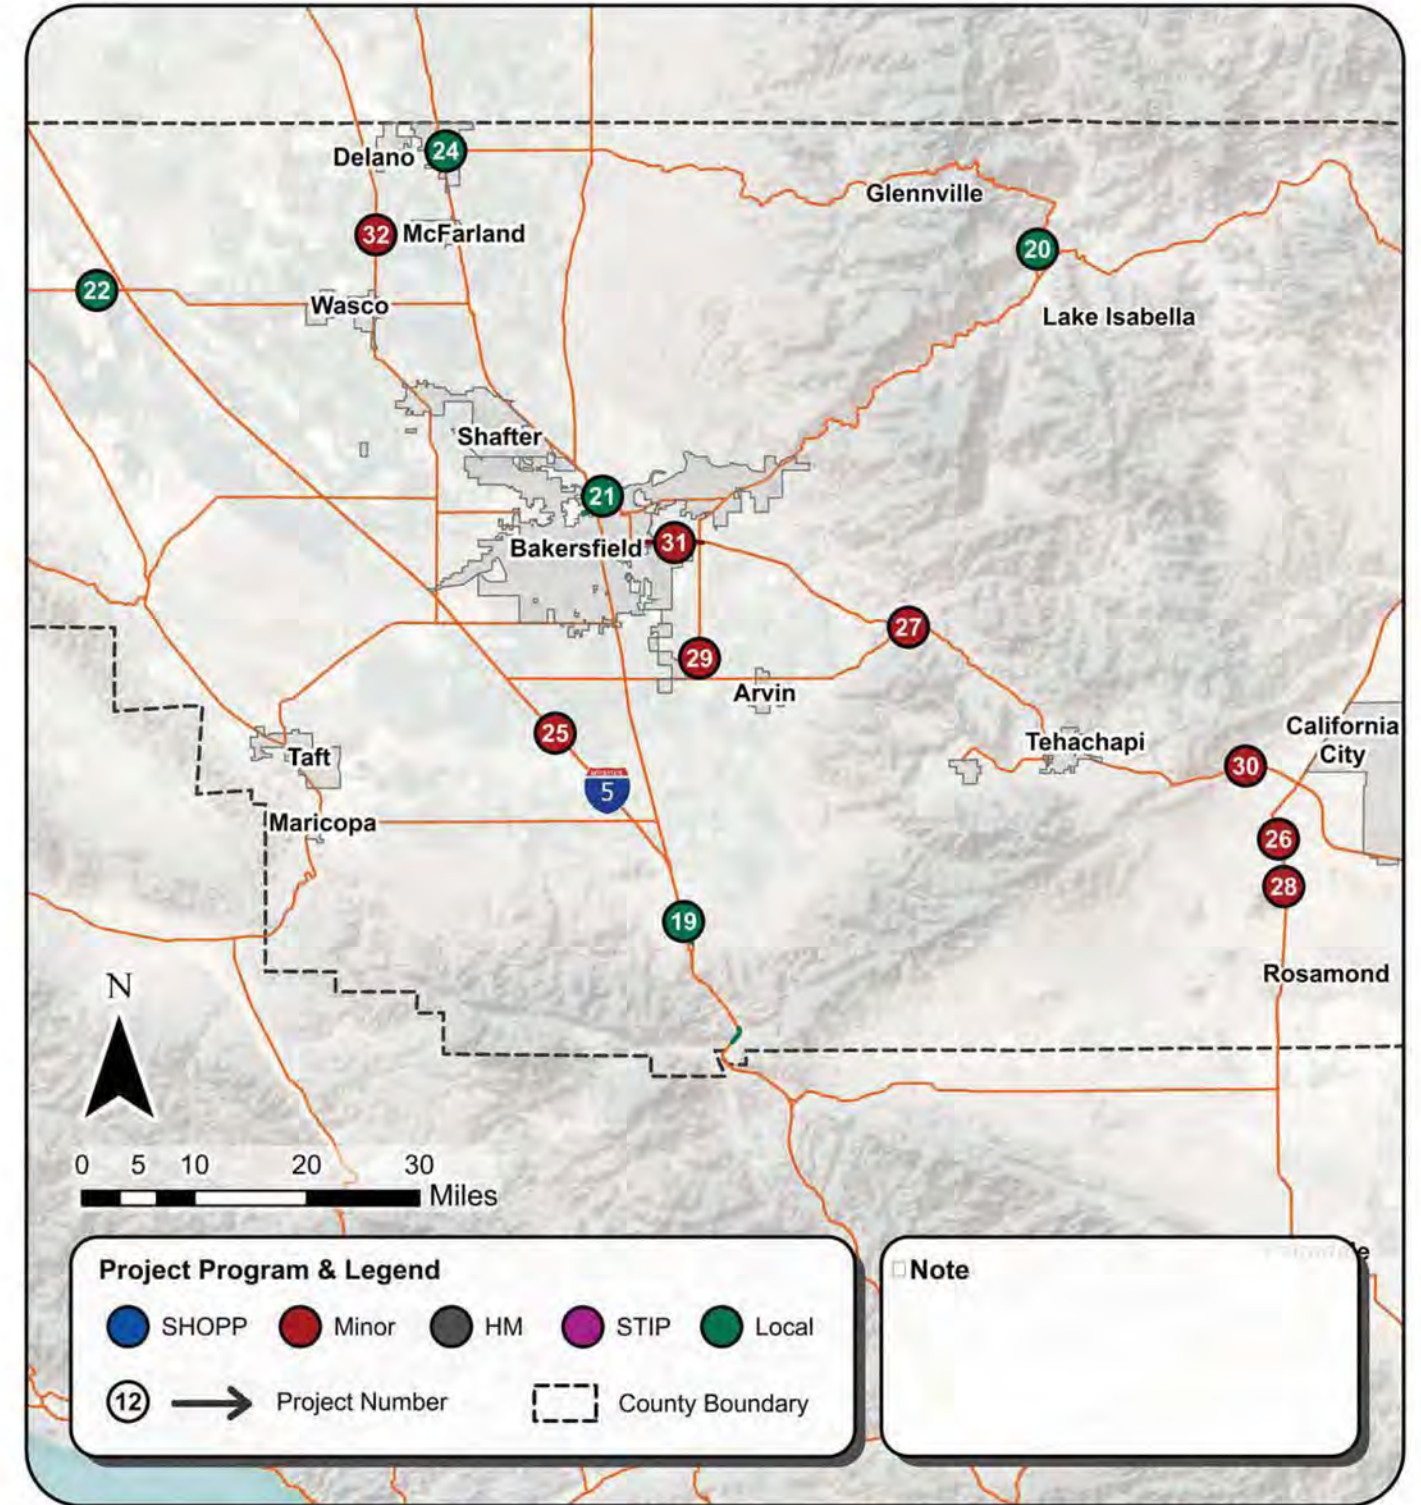 Delano
24
Glennville
32
McFarland
20
22
Wasco
Lake Isabella
Shafter
21
Bakersfield
31
27
29
Arvin
California
City
25
Tehachapi
Taft
30
INTERSTATE
5
Maricopa
26
28
19
Rosamond
N
0 5 10 20 30
Miles
Project Program & Legend
SHOPP
Minor
HM
STIP
Local
12
Project Number
County Boundary
Note